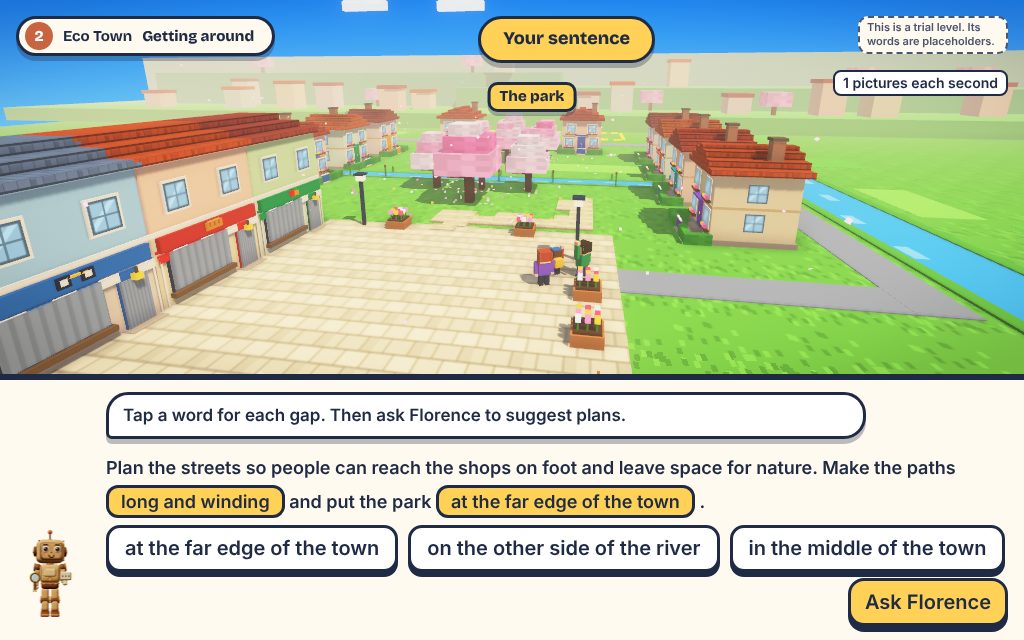 2 Eco Town Getting around
Your sentence
This is a trial level. Its
words are placeholders.
1 pictures each second
The park
Tap a word for each gap. Then ask Florence to suggest plans.
Plan the streets so people can reach the shops on foot and leave space for nature. Make the paths
long and winding and put the park at the far edge of the town .
at the far edge of the town on the other side of the river in the middle of the town
Ask Florence